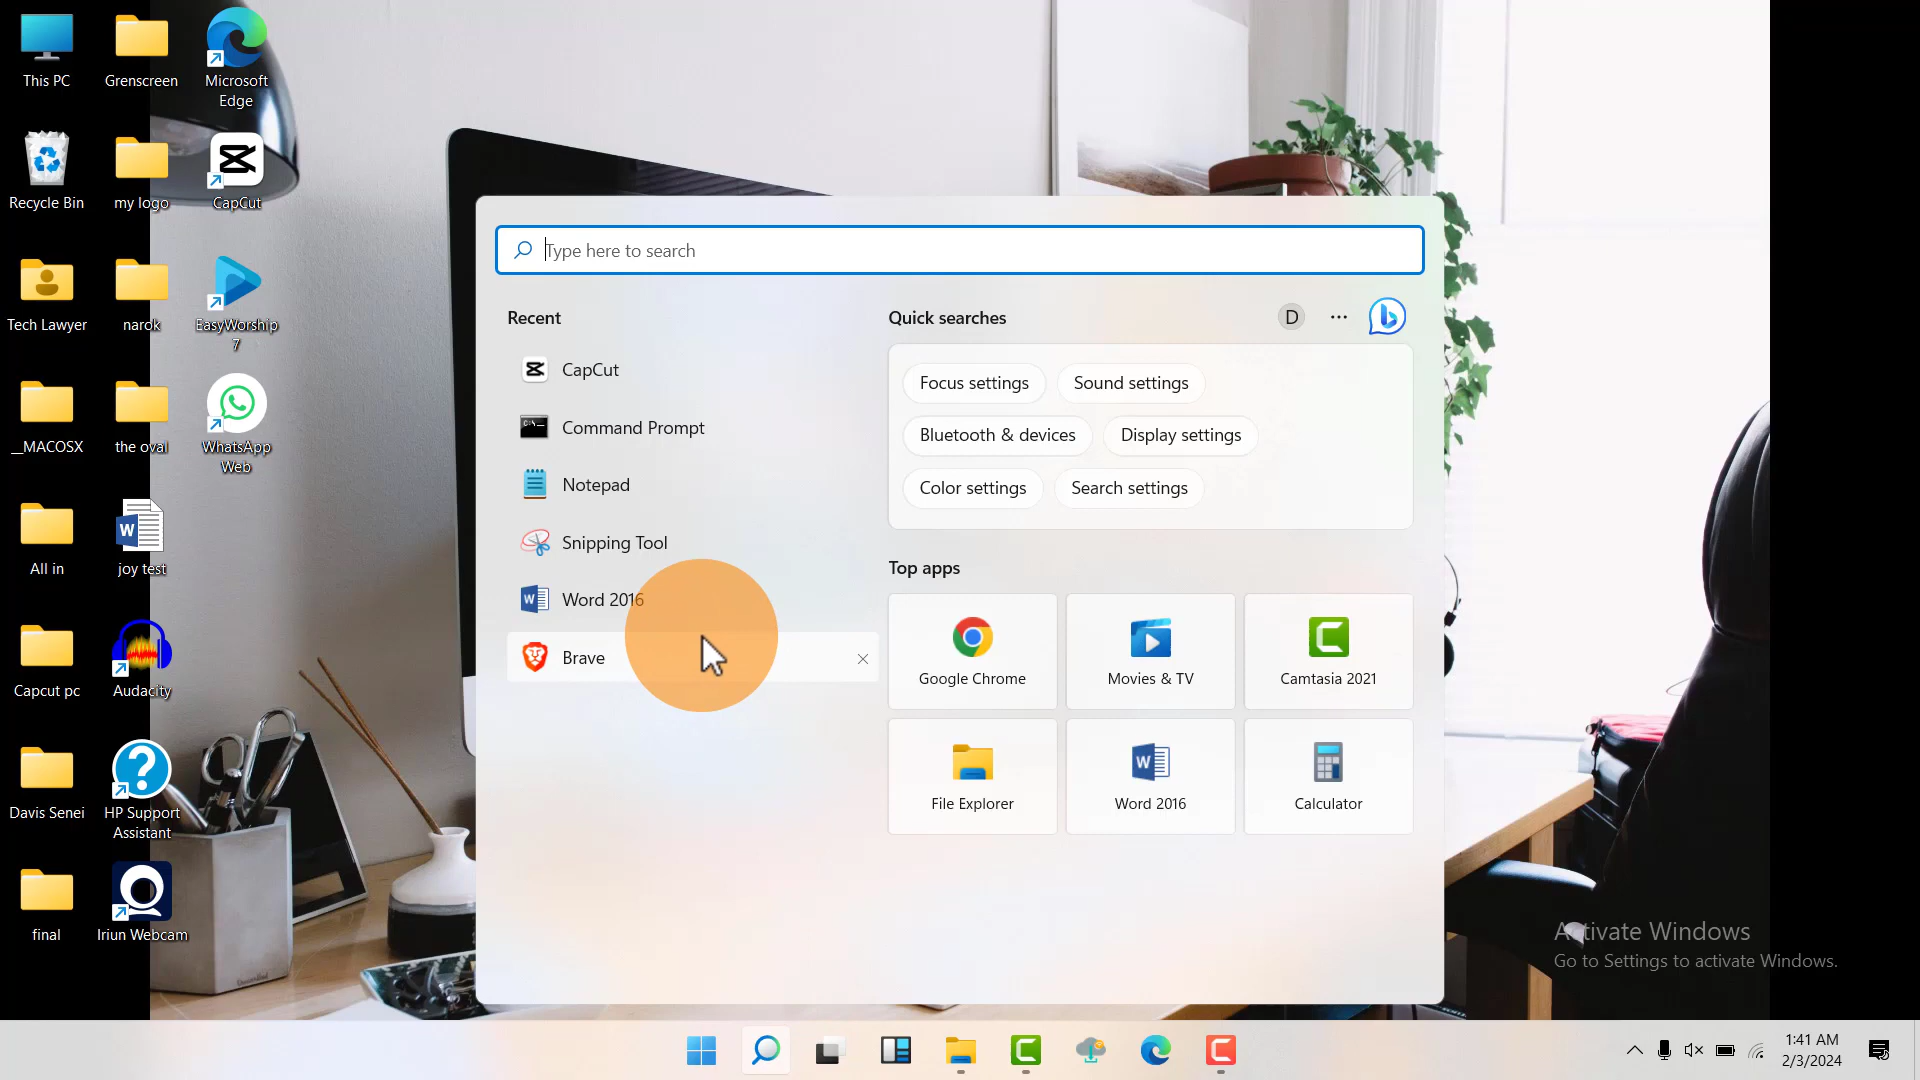 This PC
Grenscreen
Microsoft
Edge
Recycle Bin
my logo
CapCut
Tech Lawyer
narok
EasyWorship
7
__MACOSX
the oval
WhatsApp
Web
All in
joy test
Capcut pc
Audacity
Davis Senei
HP Support
Assistant
final
Iriun Webcam
Type here to search
Recent
CapCut
Command Prompt
Notepad
Snipping Tool
Word 2016
Brave
Quick searches
D
Focus settings
Sound settings
Bluetooth & devices
Display settings
Color settings
Search settings
Top apps
Google Chrome
Movies & TV
Camtasia 2021
File Explorer
Word 2016
Calculator
Activate Windows
Go to Settings to activate Windows.
1:41 AM
2/3/2024